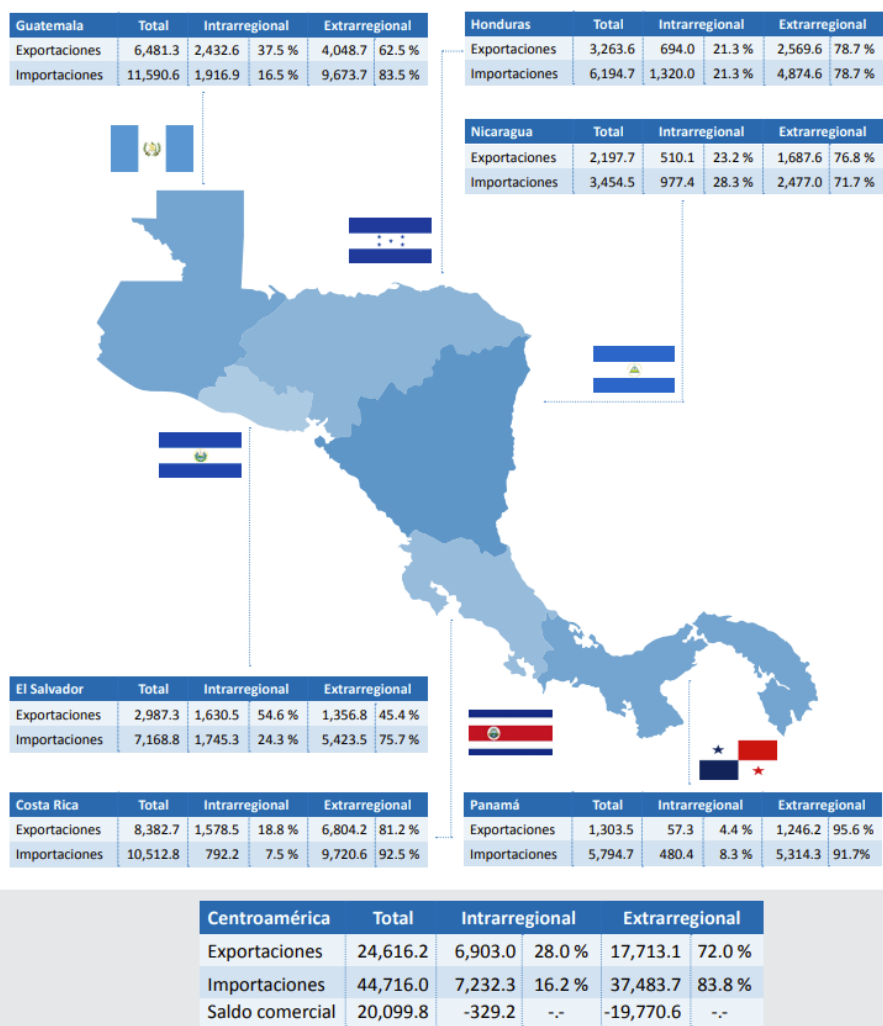 Guatemala Total Intrarregional Extrarregional
Exportaciones 6,481.3 2,432.6 37.5 % 4,048.7 62.5 %
Importaciones 11,590.6 1,916.9 16.5 % 9,673.7 83.5 %
Honduras Total Intrarregional Extrarregional
Exportaciones 3,263.6 694.0 21.3 % 2,569.6 78.7 %
Importaciones 6,194.7 1,320.0 21.3 % 4,874.6 78.7 %
Nicaragua Total Intrarregional Extrarregional
Exportaciones 2,197.7 510.1 23.2 % 1,687.6 76.8 %
Importaciones 3,454.5 977.4 28.3 % 2,477.0 71.7 %
El Salvador Total Intrarregional Extrarregional
Exportaciones 2,987.3 1,630.5 54.6 % 1,356.8 45.4 %
Importaciones 7,168.8 1,745.3 24.3 % 5,423.5 75.7 %
Costa Rica Total Intrarregional Extrarregional
Exportaciones 8,382.7 1,578.5 18.8 % 6,804.2 81.2 %
Importaciones 10,512.8 792.2 7.5 % 9,720.6 92.5 %
Panamá Total Intrarregional Extrarregional
Exportaciones 1,303.5 57.3 4.4 % 1,246.2 95.6 %
Importaciones 5,794.7 480.4 8.3 % 5,314.3 91.7%
Centroamérica Total Intrarregional Extrarregional
Exportaciones 24,616.2 6,903.0 28.0 % 17,713.1 72.0 %
Importaciones 44,716.0 7,232.3 16.2 % 37,483.7 83.8 %
Saldo comercial 20,099.8 -329.2 -.- -19,770.6 -.-